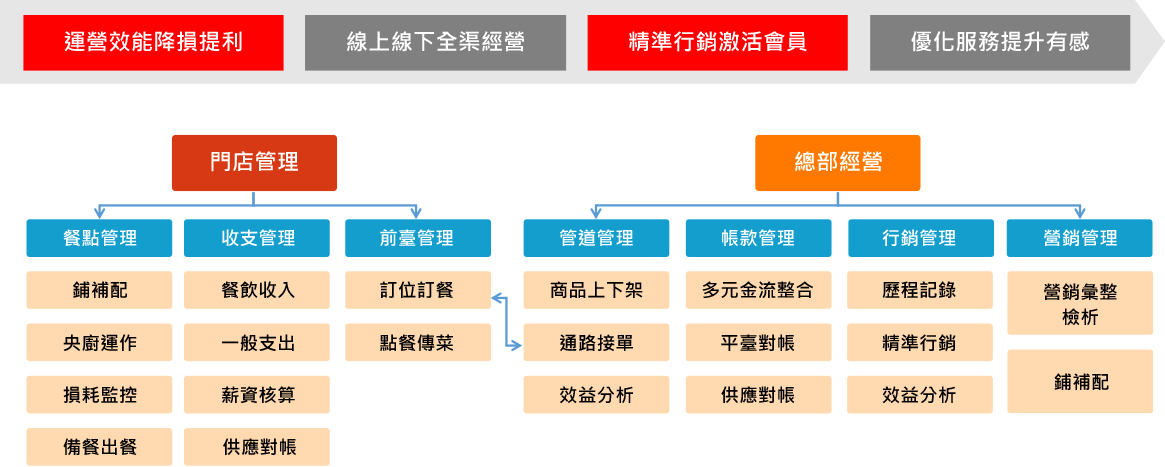 運營效能降損提利
線上線下全渠經營
精準行銷激活會員
優化服務提升有感
門店管理
總部經營
餐點管理
收支管理
前臺管理
管道管理
帳款管理
行銷管理
營銷管理
鋪補配
餐飲收入
訂位訂餐
商品上下架
多元金流整合
歷程記錄
營銷彙整
檢析
央廚運作
一般支出
點餐傳菜
通路接單
平臺對帳
精準行銷
鋪補配
損耗監控
薪資核算
效益分析
供應對帳
效益分析
備餐出餐
供應對帳